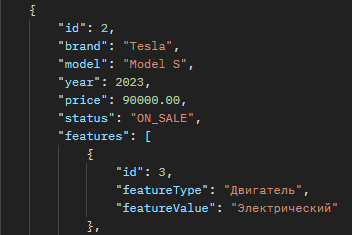 {
"id": 2,
"brand": "Tesla",
"model": "Model S",
"year": 2023,
"price": 90000.00,
"status": "ON_SALE",
"features": [
{
"id": 3,
"featureType": "Двигатель",
"featureValue": "Электрический"
},